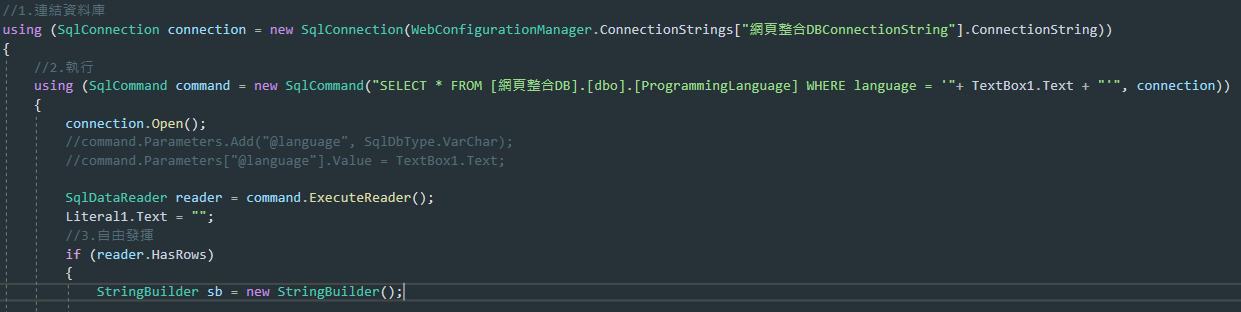 //1.連結資料庫
using (SqlConnection connection = new SqlConnection(WebConfigurationManager.ConnectionStrings["網頁整合DBConnectionString"].ConnectionString))
{
//2.執行
using (SqlCommand command = new SqlCommand("SELECT * FROM [網頁整合DB].[dbo].[ProgrammingLanguage] WHERE language = '"+ TextBox1.Text + "'", connection))
{
connection.Open();
//command.Parameters.Add("@language", SqlDbType.VarChar);
//command.Parameters["@language"].Value = TextBox1.Text;
SqlDataReader reader = command.ExecuteReader();
Literal1.Text = "";
//3.自由發揮
if (reader.HasRows)
{
StringBuilder sb = new StringBuilder();